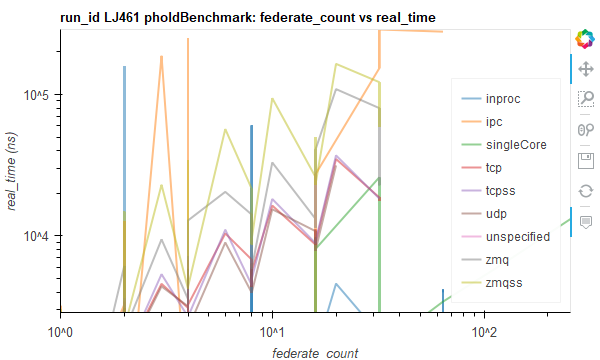 run_id LJ461 pholdBenchmark: federate_count vs real_time
real_time (ns)
10^5
10^4
inproc
ipc
singleCore
tcp
tcpss
udp
unspecified
zmq
zmqss
10^0 10^1 10^2
federate_count